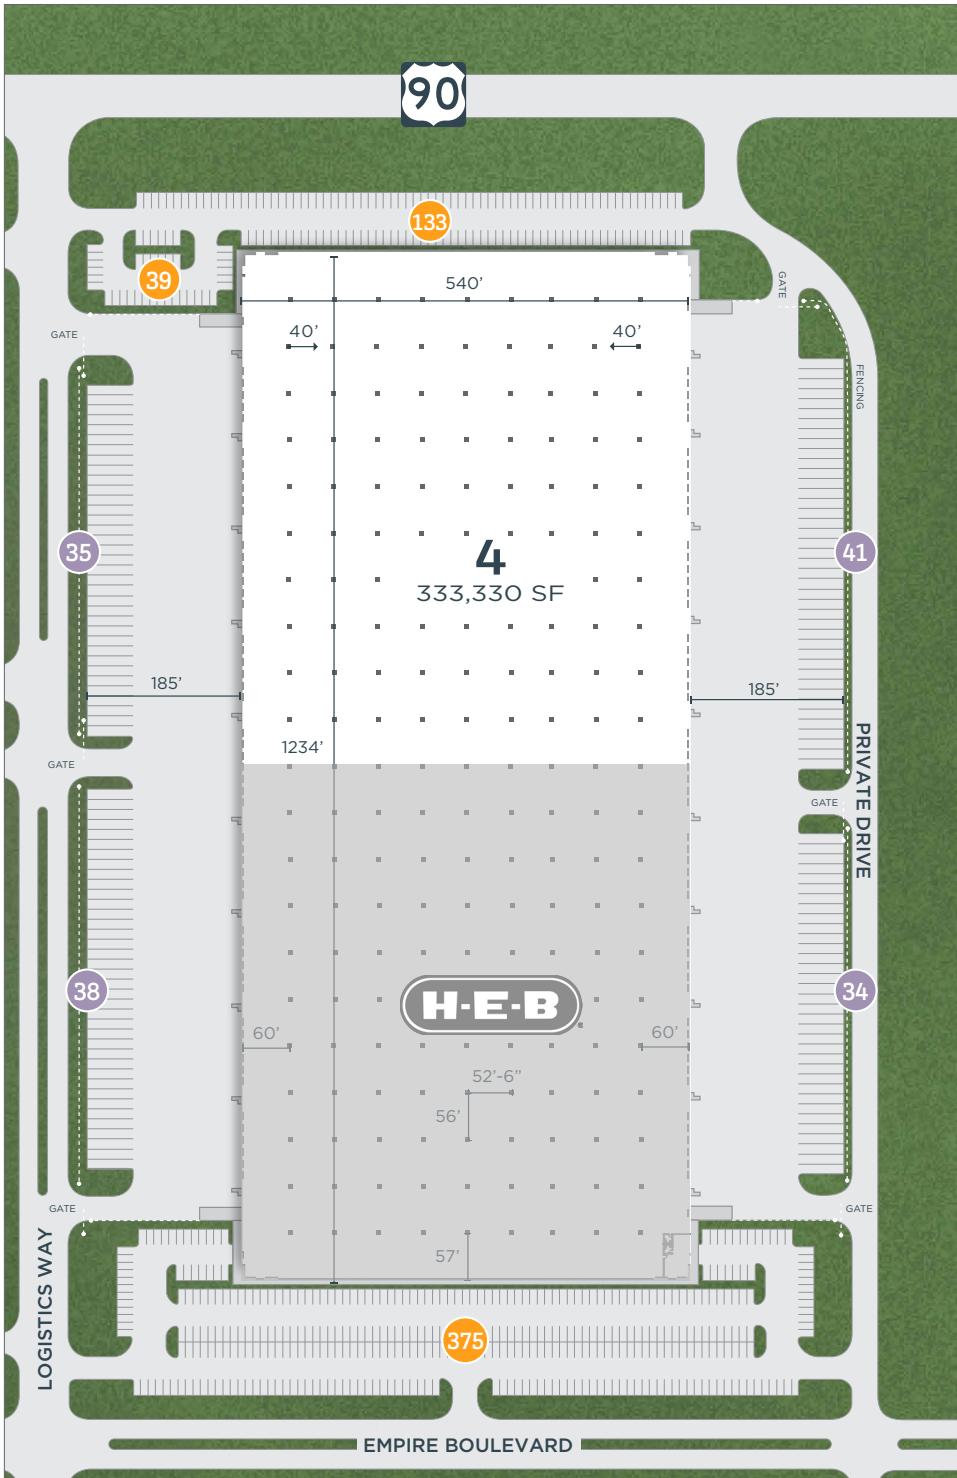 90
133
39
540'
GATE
40'
40'
GATE
FENCING
35
4
41
333,330 SF
185'
185'
1234'
PRIVATE DRIVE
GATE
GATE
38
H-E-B
34
60'
60'
52'-6"
56'
GATE
GATE
57'
LOGISTICS WAY
375
EMPIRE BOULEVARD